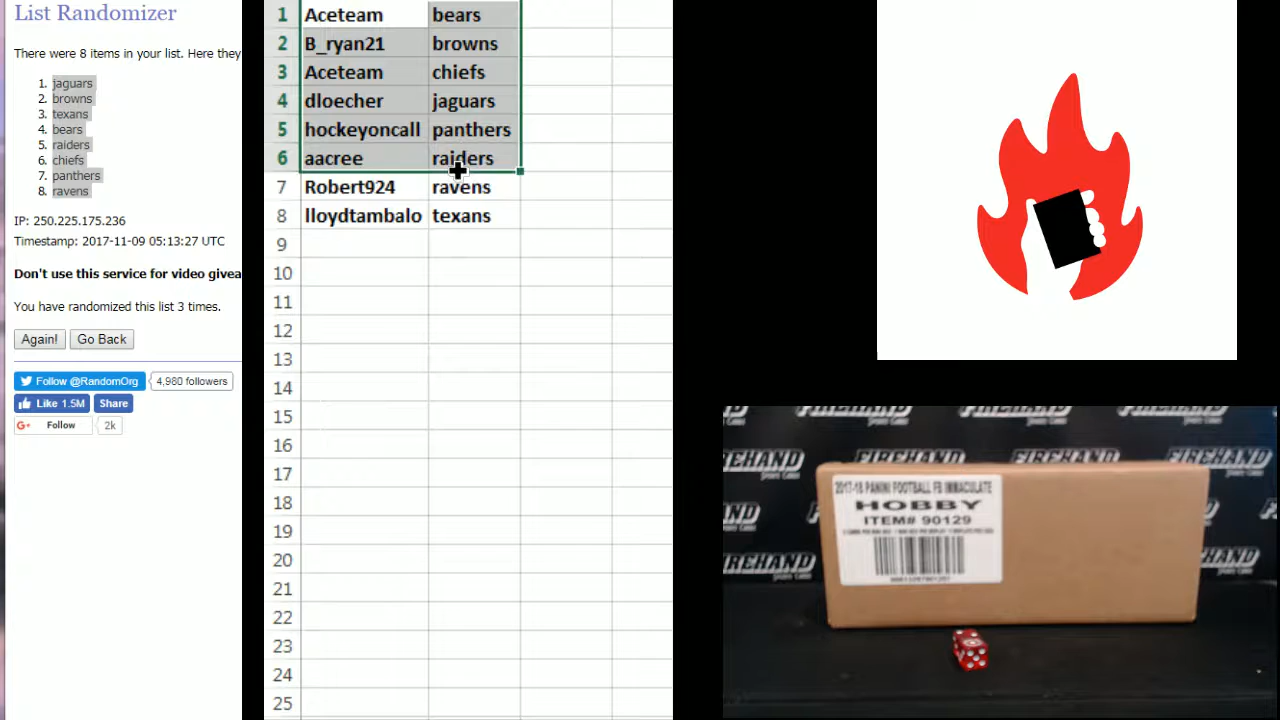 List Randomizer
There were 8 items in your list. Here they
1. jaguars
2. browns
3. texans
4. bears
5. raiders
6. chiefs
7. panthers
8. ravens
IP: 250.225.175.236
Timestamp: 2017-11-09 05:13:27 UTC
Don't use this service for video givea
You have randomized this list 3 times.
Again! Go Back
Follow @RandomOrg 4,980 followers
Like 1.5M Share
G+ Follow 2k
1 Aceteam bears
2 B_ryan21 browns
3 Aceteam chiefs
4 dloecher jaguars
5 hockeyoncall panthers
6 aacree raiders
7 Robert924 ravens
8 lloydtambalo texans
9
10
11
12
13
14
15
16
17
18
19
20
21
22
23
24
25
FIREHAND
2017-18 PANINI FOOTBALL FB IMMACULATE
HOBBY
ITEM# 90129